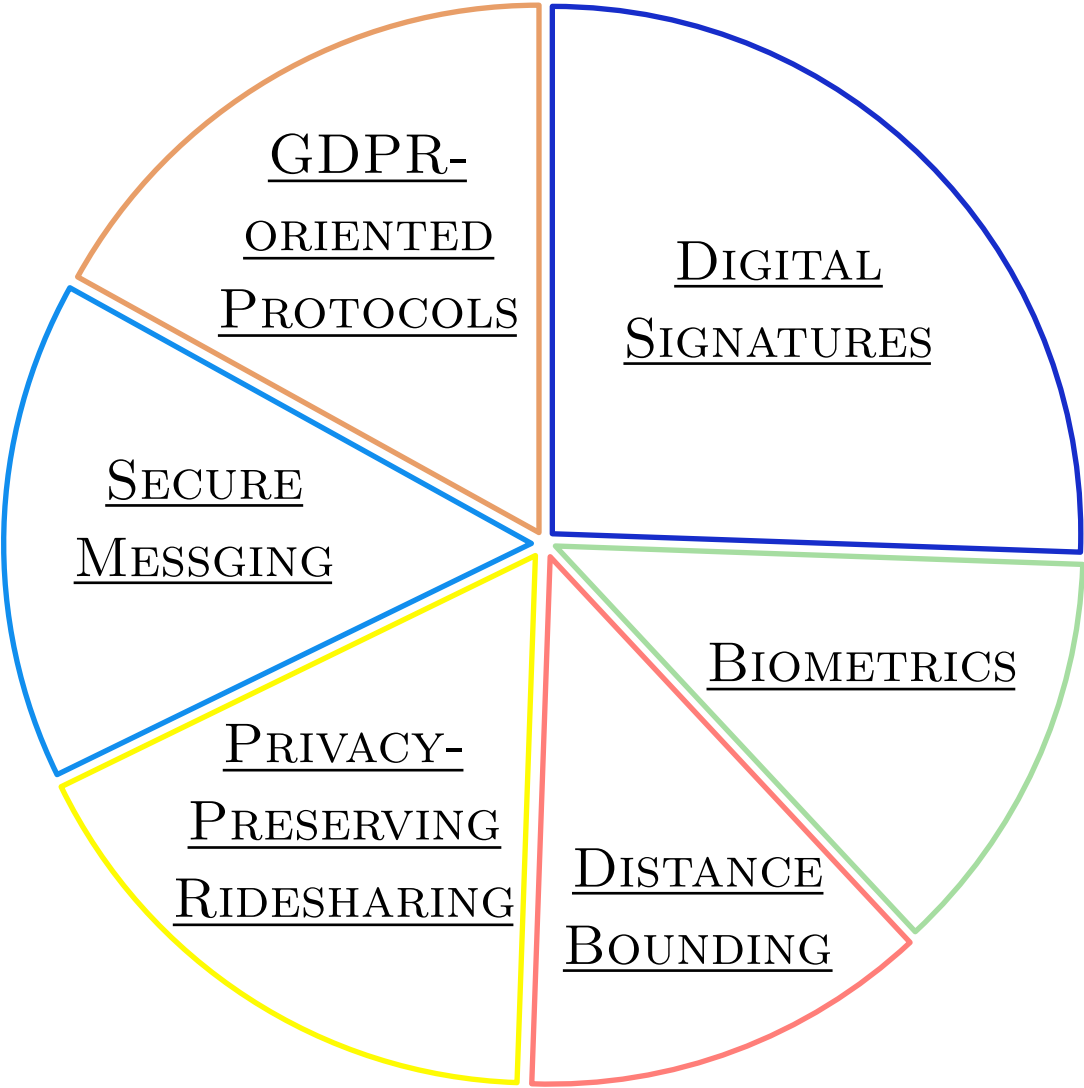 GDPR-
ORIENTED
PROTOCOLS
DIGITAL
SIGNATURES
SECURE
MESSGING
BIOMETRICS
PRIVACY-
PRESERVING
RIDESHARING
DISTANCE
BOUNDING